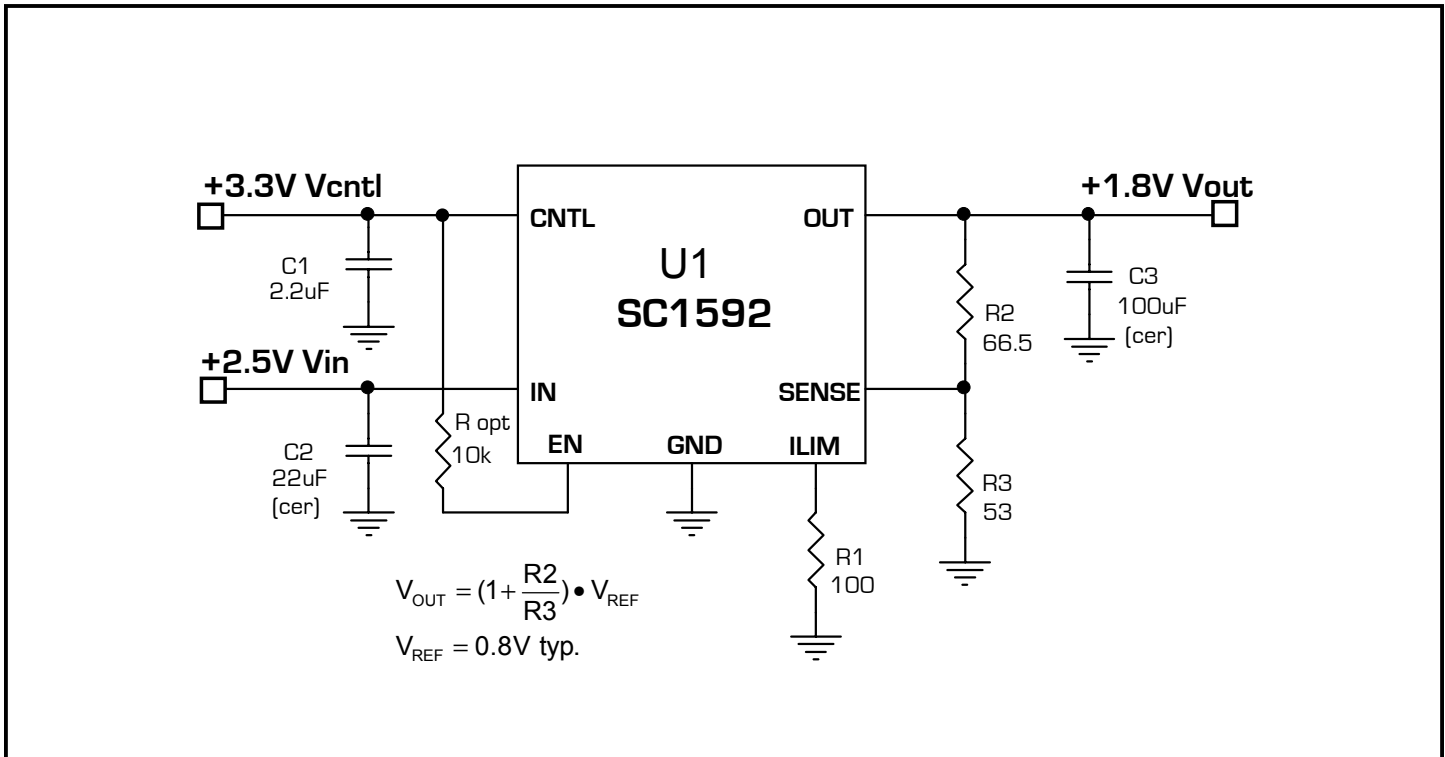 +3.3V Vcntl
+1.8V Vout
CNTL
OUT
U1
SC1592
C1
2.2uF
C3
100uF
(cer)
R2
66.5
+2.5V Vin
IN
SENSE
R opt
10k
EN
GND
ILIM
C2
22uF
(cer)
R3
53
R1
100
V_OUT = (1+ R2/R3) • V_REF
V_REF = 0.8V typ.